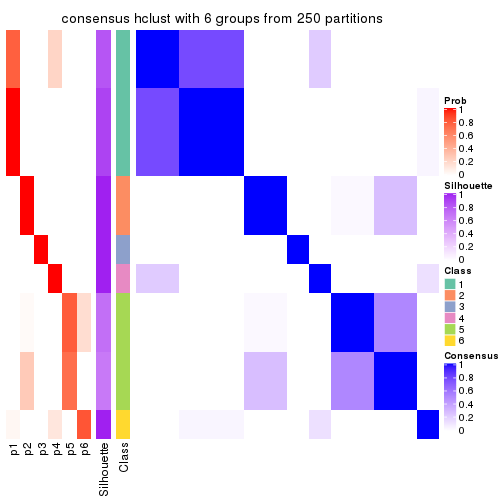 consensus hclust with 6 groups from 250 partitions
Prob
1
0.8
0.6
0.4
0.2
0
Silhouette
1
0.8
0.6
0.4
0.2
0
Class
1
2
3
4
5
6
Consensus
1
0.8
0.6
0.4
0.2
0
p1
p2
p3
p4
p5
p6
Silhouette
Class